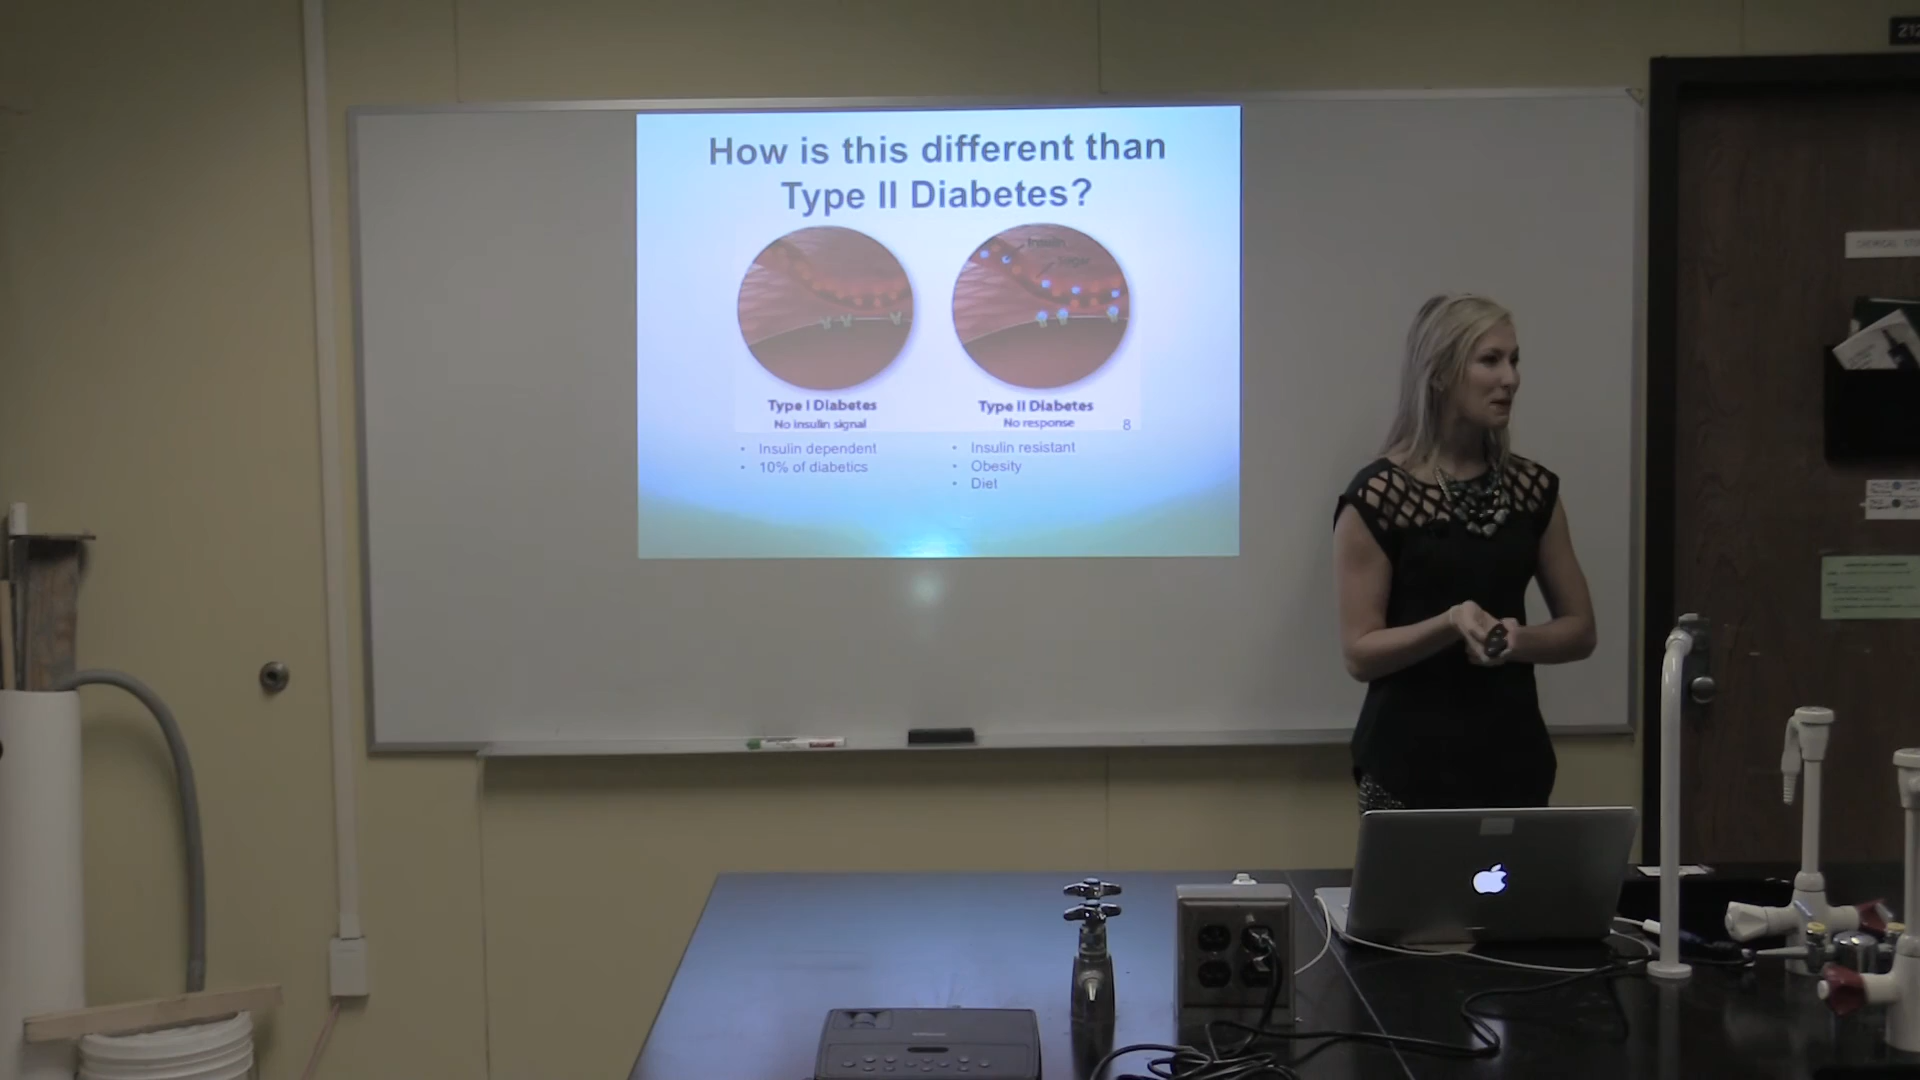 How is this different than
Type II Diabetes?
Insulin
Sugar
Type I Diabetes
No insulin signal
Type II Diabetes
No response
8
• Insulin dependent
• 10% of diabetics
• Insulin resistant
• Obesity
• Diet
212